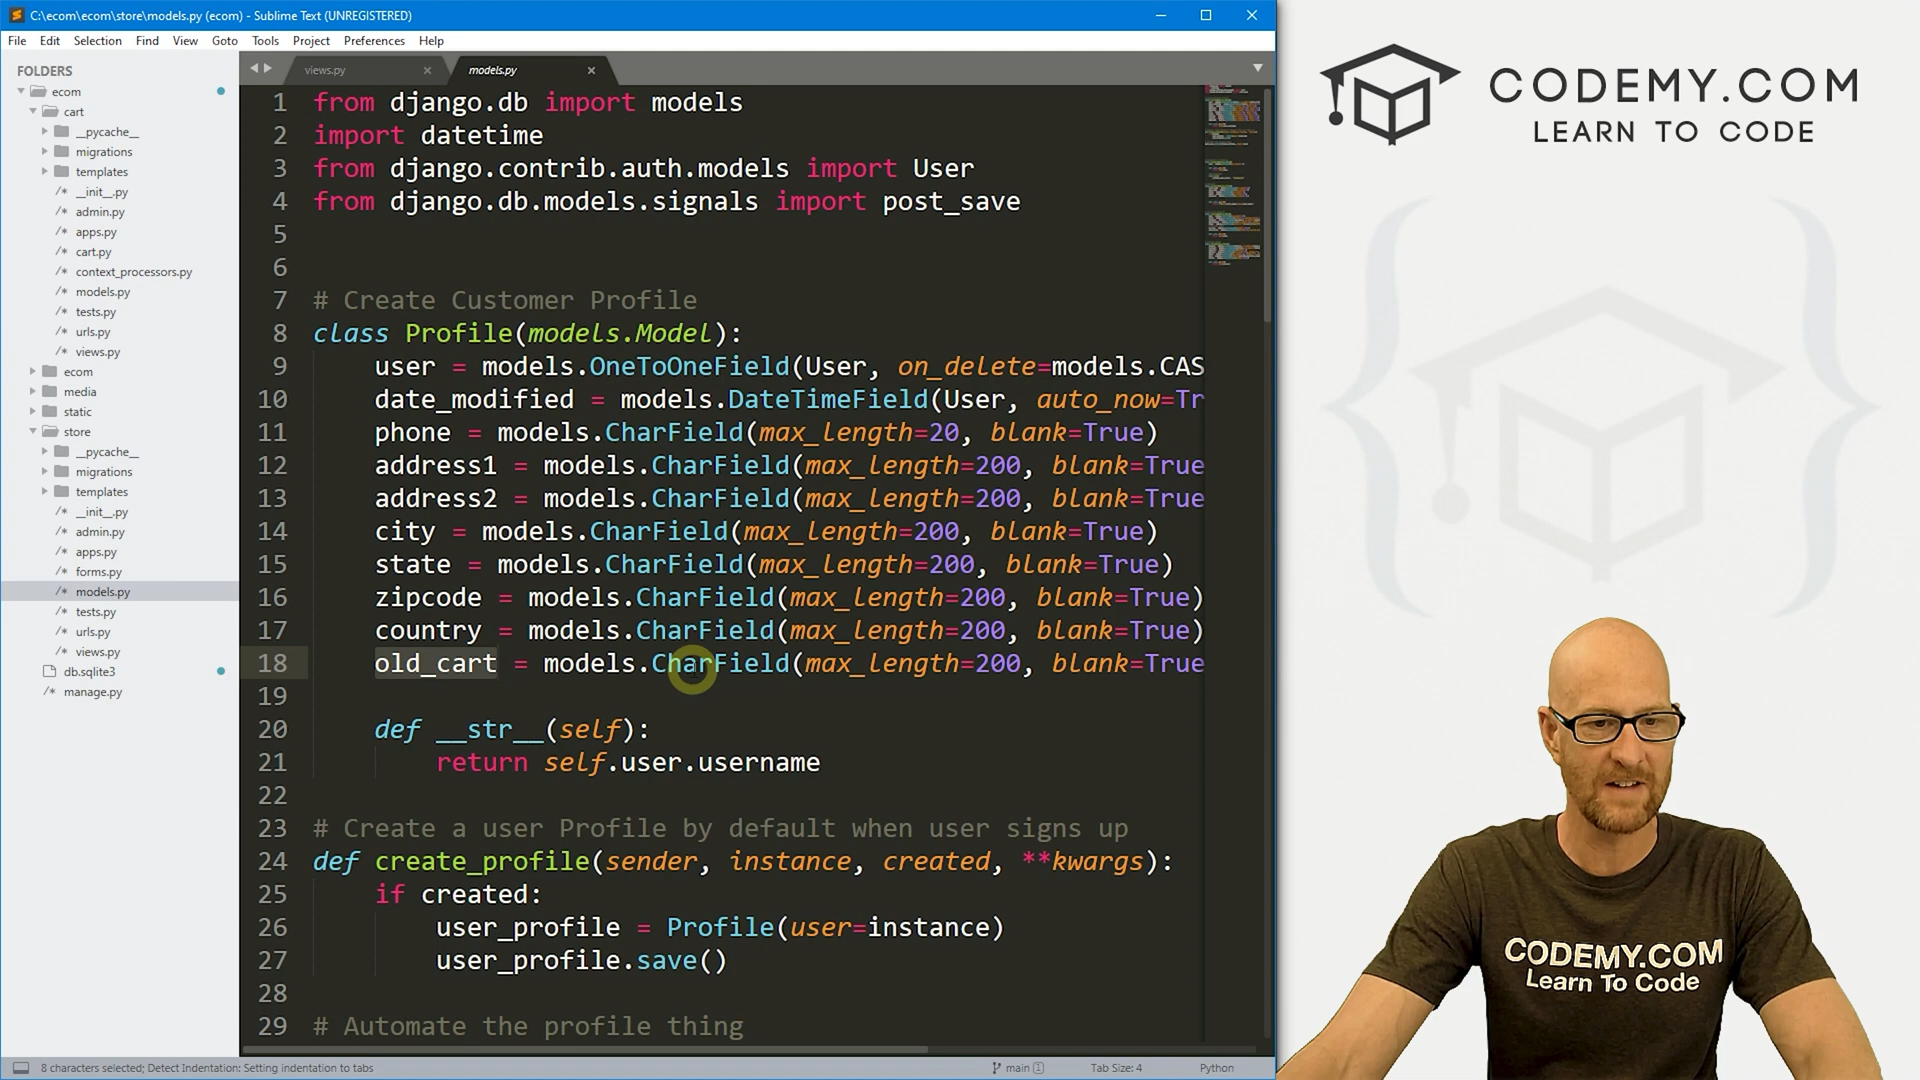 C:\ecom\ecom\store\models.py (ecom) - Sublime Text (UNREGISTERED)
File Edit Selection Find View Goto Tools Project Preferences Help
FOLDERS
ecom
cart
__pycache__
migrations
templates
/* __init__.py
/* admin.py
/* apps.py
/* cart.py
/* context_processors.py
/* models.py
/* tests.py
/* urls.py
/* views.py
ecom
media
static
store
__pycache__
migrations
templates
/* __init__.py
/* admin.py
/* apps.py
/* forms.py
/* models.py
/* tests.py
/* urls.py
/* views.py
db.sqlite3
/* manage.py
views.py
models.py
1 from django.db import models
2 import datetime
3 from django.contrib.auth.models import User
4 from django.db.models.signals import post_save
5
6
7 # Create Customer Profile
8 class Profile(models.Model):
9 user = models.OneToOneField(User, on_delete=models.CAS
10 date_modified = models.DateTimeField(User, auto_now=Tr
11 phone = models.CharField(max_length=20, blank=True)
12 address1 = models.CharField(max_length=200, blank=True
13 address2 = models.CharField(max_length=200, blank=True
14 city = models.CharField(max_length=200, blank=True)
15 state = models.CharField(max_length=200, blank=True)
16 zipcode = models.CharField(max_length=200, blank=True)
17 country = models.CharField(max_length=200, blank=True)
18 old_cart = models.CharField(max_length=200, blank=True
19
20 def __str__(self):
21 return self.user.username
22
23 # Create a user Profile by default when user signs up
24 def create_profile(sender, instance, created, **kwargs):
25 if created:
26 user_profile = Profile(user=instance)
27 user_profile.save()
28
29 # Automate the profile thing
8 characters selected; Detect Indentation: Setting indentation to tabs
main 1
Tab Size: 4
Python
CODEMY.COM
LEARN TO CODE
CODEMY.COM
Learn To Code